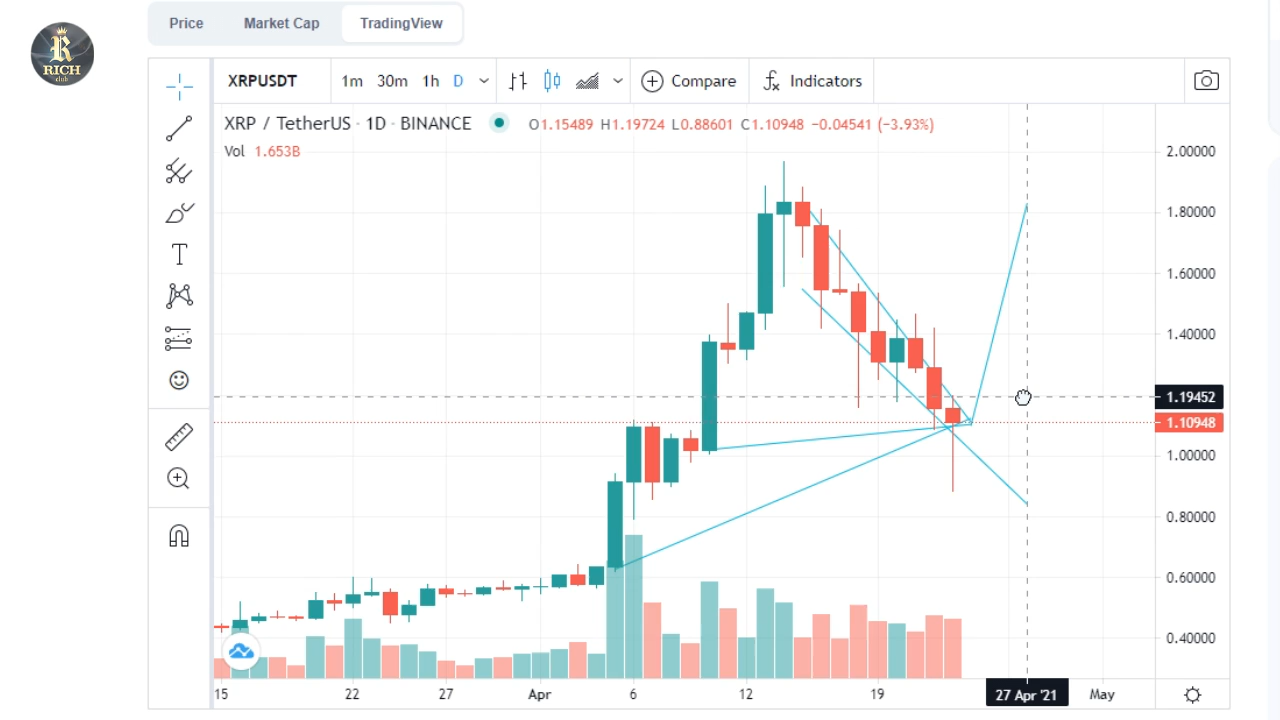 Price Market Cap TradingView
R
RICH
club
XRPUSDT 1m 30m 1h D Compare Indicators
XRP / TetherUS · 1D · BINANCE O1.15489 H1.19724 L0.88601 C1.10948 −0.04541 (−3.93%)
Vol 1.653B
2.00000
1.80000
1.60000
1.40000
1.19452
1.10948
1.00000
0.80000
0.60000
0.40000
15 22 27 Apr 6 12 19 27 Apr '21 May